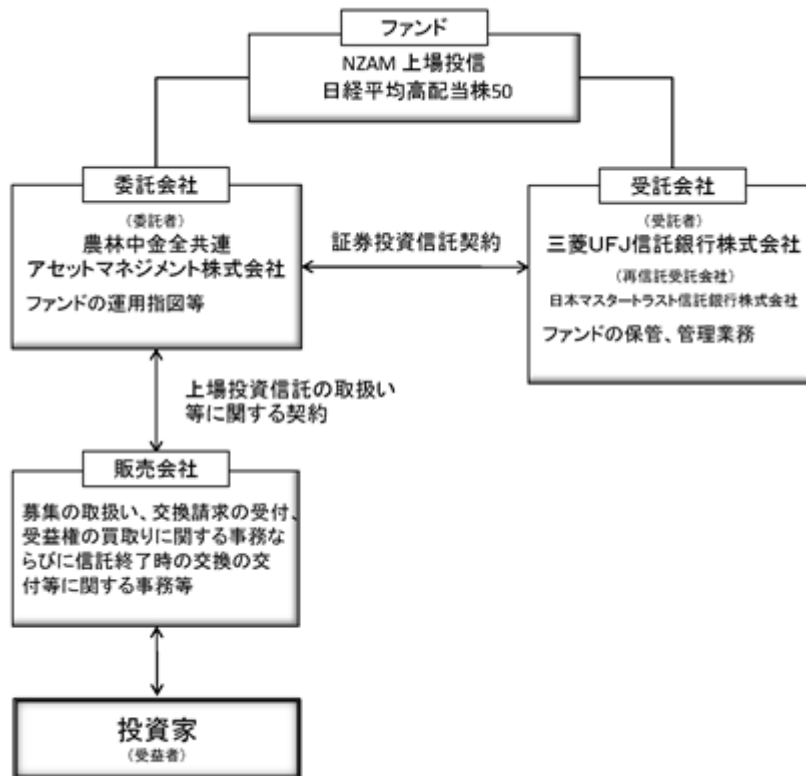 ファンド
NZAM 上場投信
日経平均高配当株50
委託会社
（委託者）
農林中金全共連
アセットマネジメント株式会社
ファンドの運用指図等
証券投資信託契約
受託会社
（受託者）
三菱UFJ信託銀行株式会社
（再信託受託会社）
日本マスタートラスト信託銀行株式会社
ファンドの保管、管理業務
上場投資信託の取扱い
等に関する契約
販売会社
募集の取扱い、交換請求の受付、
受益権の買取りに関する事務な
らびに信託終了時の交換の交
付等に関する事務等
投資家
（受益者）